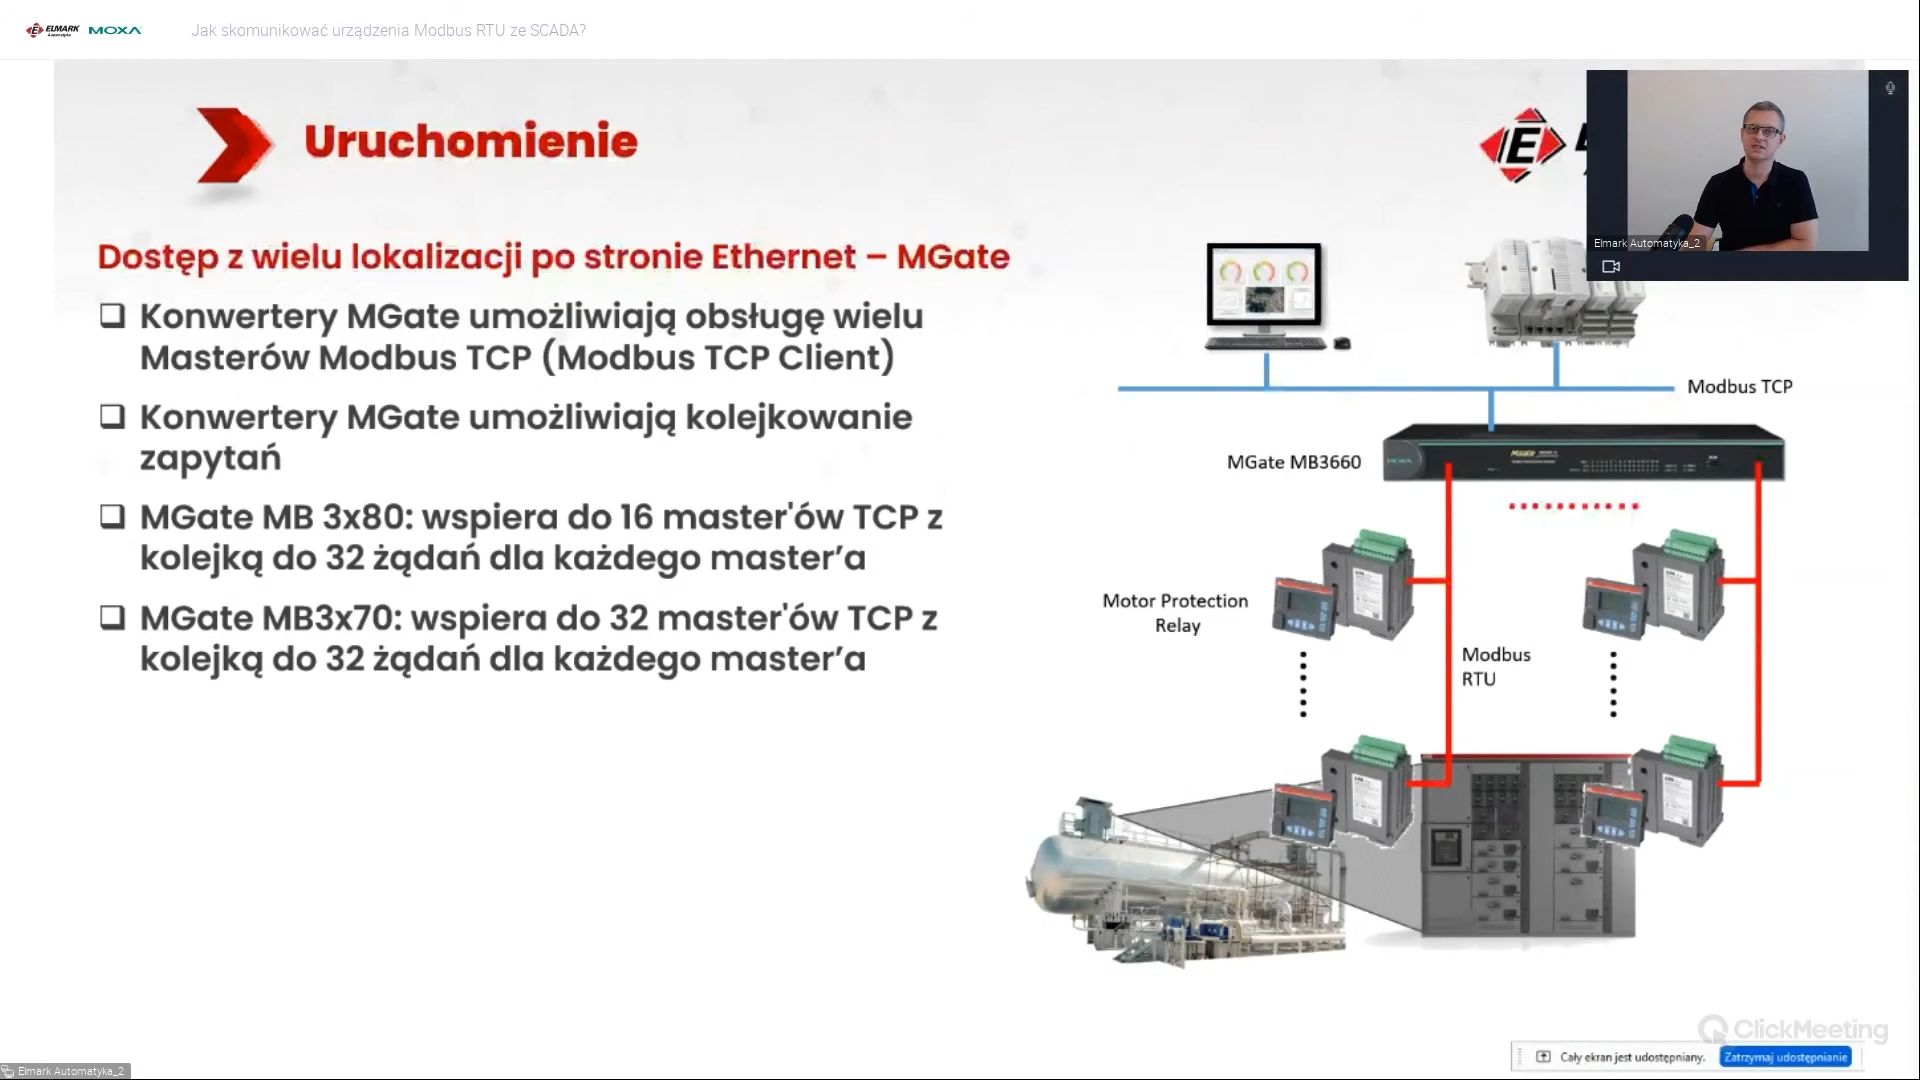 ELMARK
Automatyka
MOXA
Jak skomunikować urządzenia Modbus RTU ze SCADA?
Uruchomienie
E
Elmark Automatyka_2
Dostęp z wielu lokalizacji po stronie Ethernet – MGate
❑ Konwertery MGate umożliwiają obsługę wielu
Masterów Modbus TCP (Modbus TCP Client)
❑ Konwertery MGate umożliwiają kolejkowanie
zapytań
❑ MGate MB 3x80: wspiera do 16 master'ów TCP z
kolejką do 32 żądań dla każdego master’a
❑ MGate MB3x70: wspiera do 32 master'ów TCP z
kolejką do 32 żądań dla każdego master’a
Modbus TCP
MGate MB3660
MOXA
MGate
Motor Protection
Relay
Modbus
RTU
ClickMeeting
Cały ekran jest udostępniany.
Zatrzymaj udostępnianie
Elmark Automatyka_2